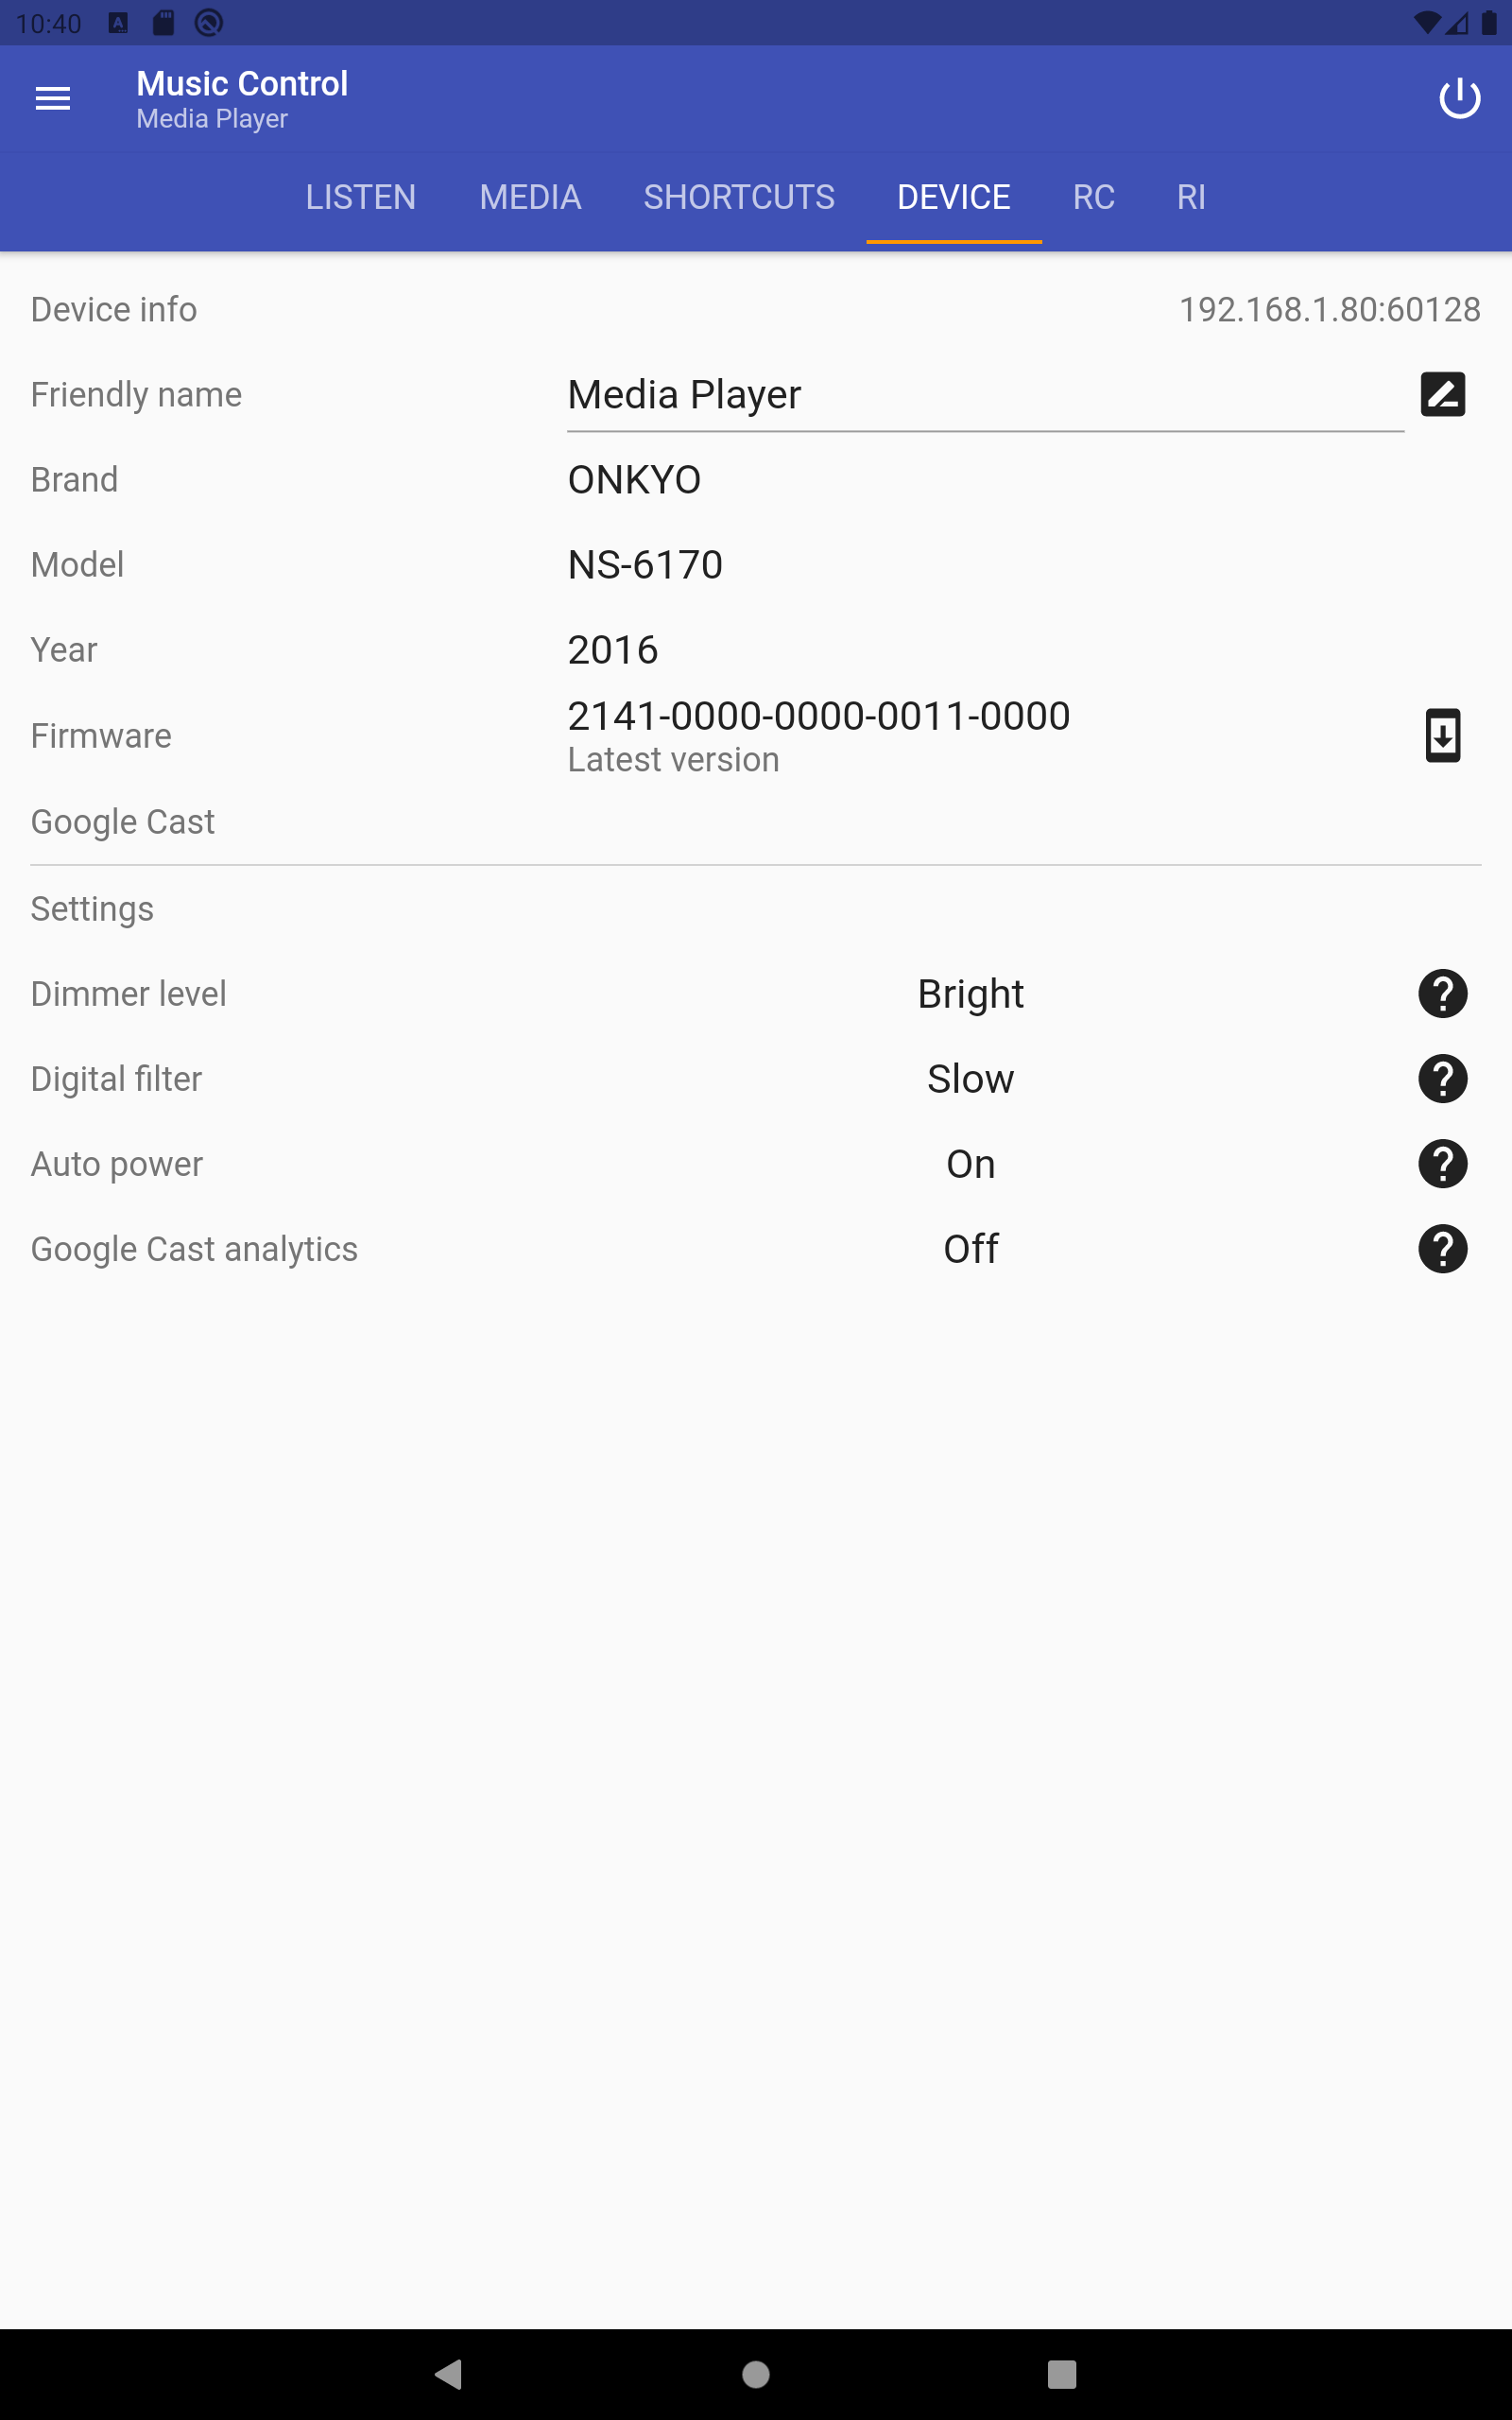 10:40
Music Control
Media Player
LISTEN MEDIA SHORTCUTS DEVICE RC RI
Device info 192.168.1.80:60128
Friendly name Media Player
Brand ONKYO
Model NS-6170
Year 2016
Firmware 2141-0000-0000-0011-0000
Latest version
Google Cast
Settings
Dimmer level Bright
Digital filter Slow
Auto power On
Google Cast analytics Off